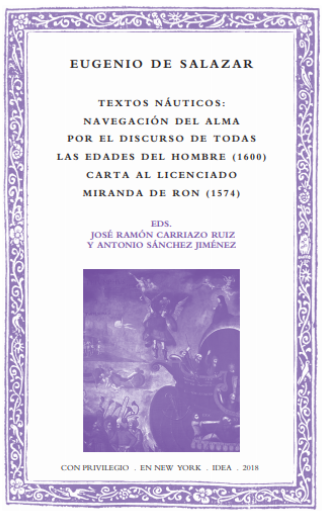 EUGENIO DE SALAZAR
TEXTOS NÁUTICOS:
NAVEGACIÓN DEL ALMA
POR EL DISCURSO DE TODAS
LAS EDADES DEL HOMBRE (1600)
CARTA AL LICENCIADO
MIRANDA DE RON (1574)
EDS.
JOSÉ RAMÓN CARRIAZO RUIZ
Y ANTONIO SÁNCHEZ JIMÉNEZ
CON PRIVILEGIO . EN NEW YORK . IDEA . 2018